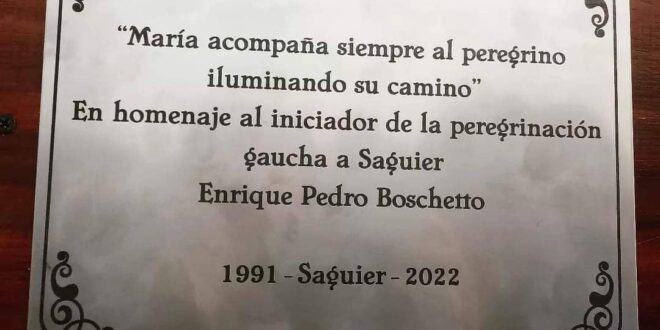 “María acompaña siempre al peregrino
iluminando su camino”
En homenaje al iniciador de la peregrinación
gaucha a Saguier
Enrique Pedro Boschetto
1991 - Saguier - 2022